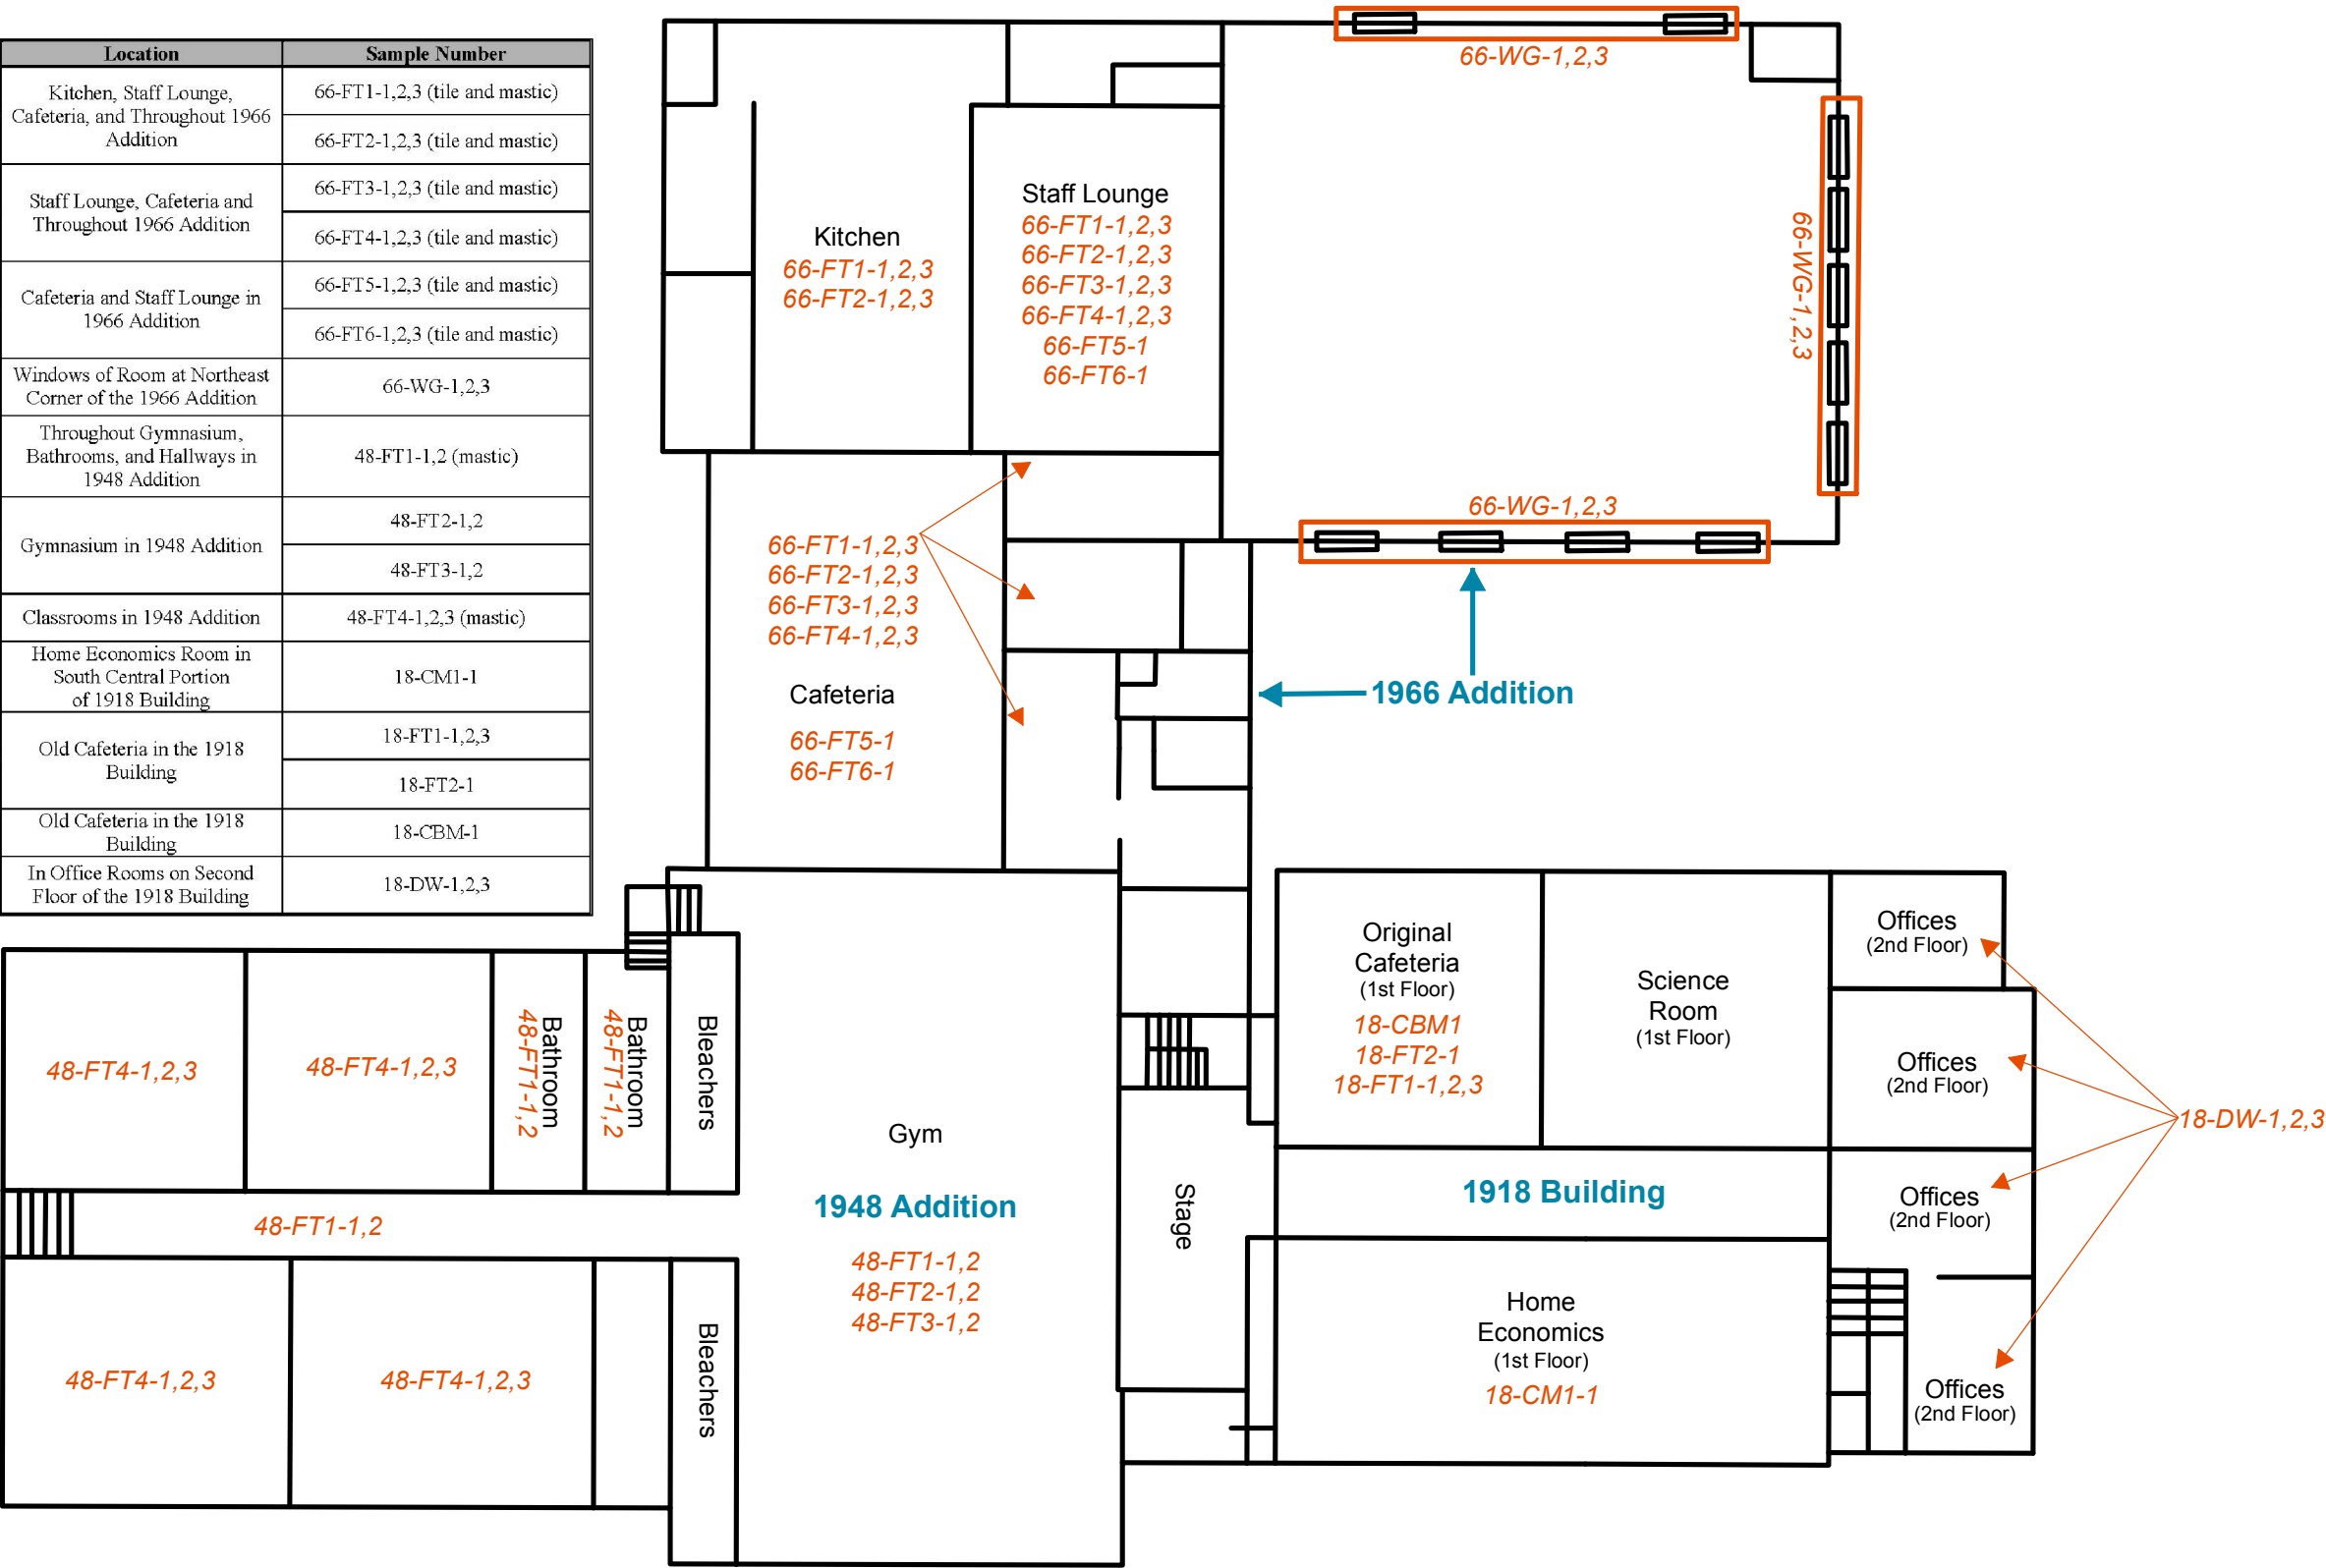 Location Sample Number
Kitchen, Staff Lounge,
Cafeteria, and Throughout 1966
Addition
66-FT1-1,2,3 (tile and mastic)
66-FT2-1,2,3 (tile and mastic)
Staff Lounge, Cafeteria and
Throughout 1966 Addition
66-FT3-1,2,3 (tile and mastic)
66-FT4-1,2,3 (tile and mastic)
Cafeteria and Staff Lounge in
1966 Addition
66-FT5-1,2,3 (tile and mastic)
66-FT6-1,2,3 (tile and mastic)
Windows of Room at Northeast
Corner of the 1966 Addition
66-WG-1,2,3
Throughout Gymnasium,
Bathrooms, and Hallways in
1948 Addition
48-FT1-1,2 (mastic)
Gymnasium in 1948 Addition
48-FT2-1,2
48-FT3-1,2
Classrooms in 1948 Addition
48-FT4-1,2,3 (mastic)
Home Economics Room in
South Central Portion
of 1918 Building
18-CM1-1
Old Cafeteria in the 1918
Building
18-FT1-1,2,3
18-FT2-1
Old Cafeteria in the 1918
Building
18-CBM-1
In Office Rooms on Second
Floor of the 1918 Building
18-DW-1,2,3
66-WG-1,2,3
66-WG-1,2,3
66-WG-1,2,3
Kitchen
66-FT1-1,2,3
66-FT2-1,2,3
Staff Lounge
66-FT1-1,2,3
66-FT2-1,2,3
66-FT3-1,2,3
66-FT4-1,2,3
66-FT5-1
66-FT6-1
66-FT1-1,2,3
66-FT2-1,2,3
66-FT3-1,2,3
66-FT4-1,2,3
Cafeteria
66-FT5-1
66-FT6-1
1966 Addition
48-FT4-1,2,3
48-FT4-1,2,3
Bathroom
48-FT1-1,2
Bathroom
48-FT1-1,2
Bleachers
48-FT1-1,2
48-FT4-1,2,3
48-FT4-1,2,3
Bleachers
Gym
1948 Addition
48-FT1-1,2
48-FT2-1,2
48-FT3-1,2
Stage
Original
Cafeteria
(1st Floor)
18-CBM1
18-FT2-1
18-FT1-1,2,3
Science
Room
(1st Floor)
1918 Building
Home
Economics
(1st Floor)
18-CM1-1
Offices
(2nd Floor)
Offices
(2nd Floor)
Offices
(2nd Floor)
Offices
(2nd Floor)
18-DW-1,2,3